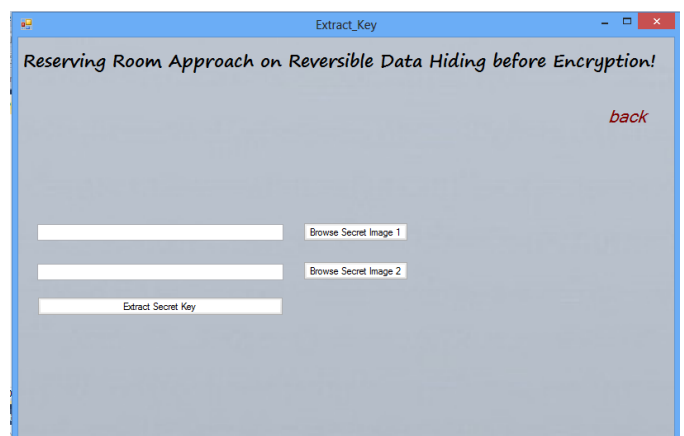 Extract_Key
Reserving Room Approach on Reversible Data Hiding before Encryption!
back
Browse Secret Image 1
Browse Secret Image 2
Extract Secret Key